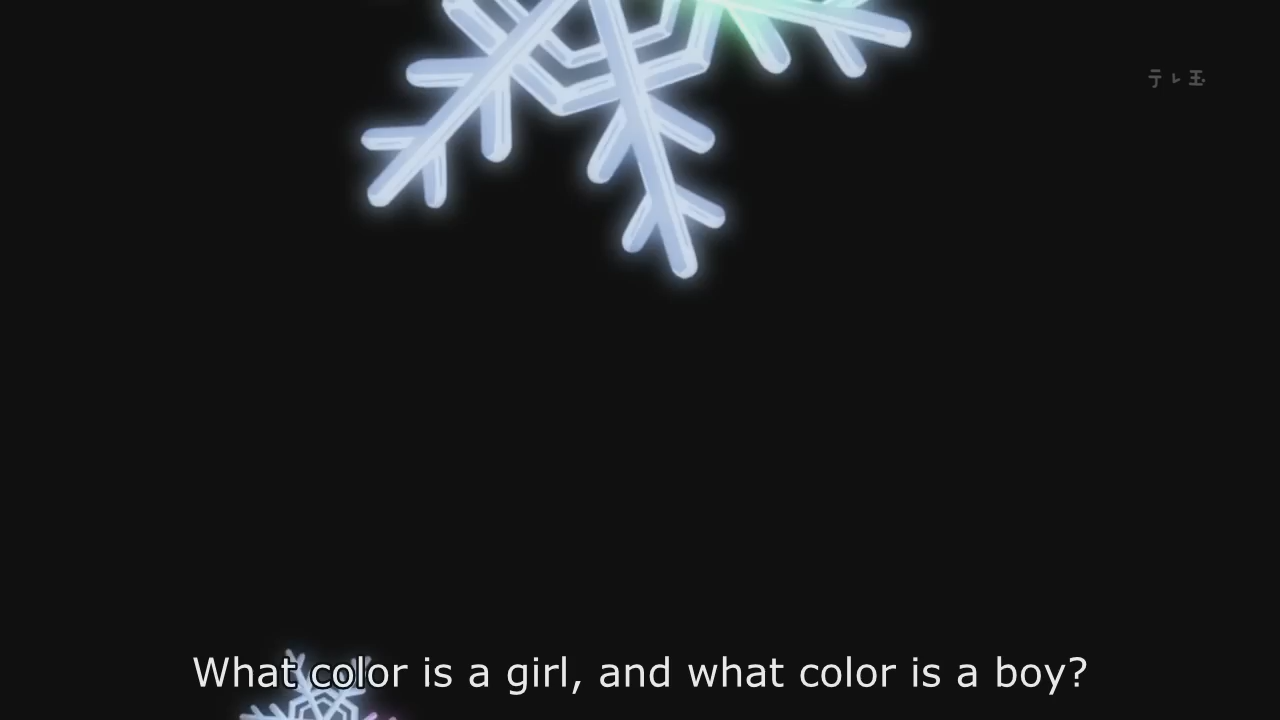 テレ玉
What color is a girl, and what color is a boy?